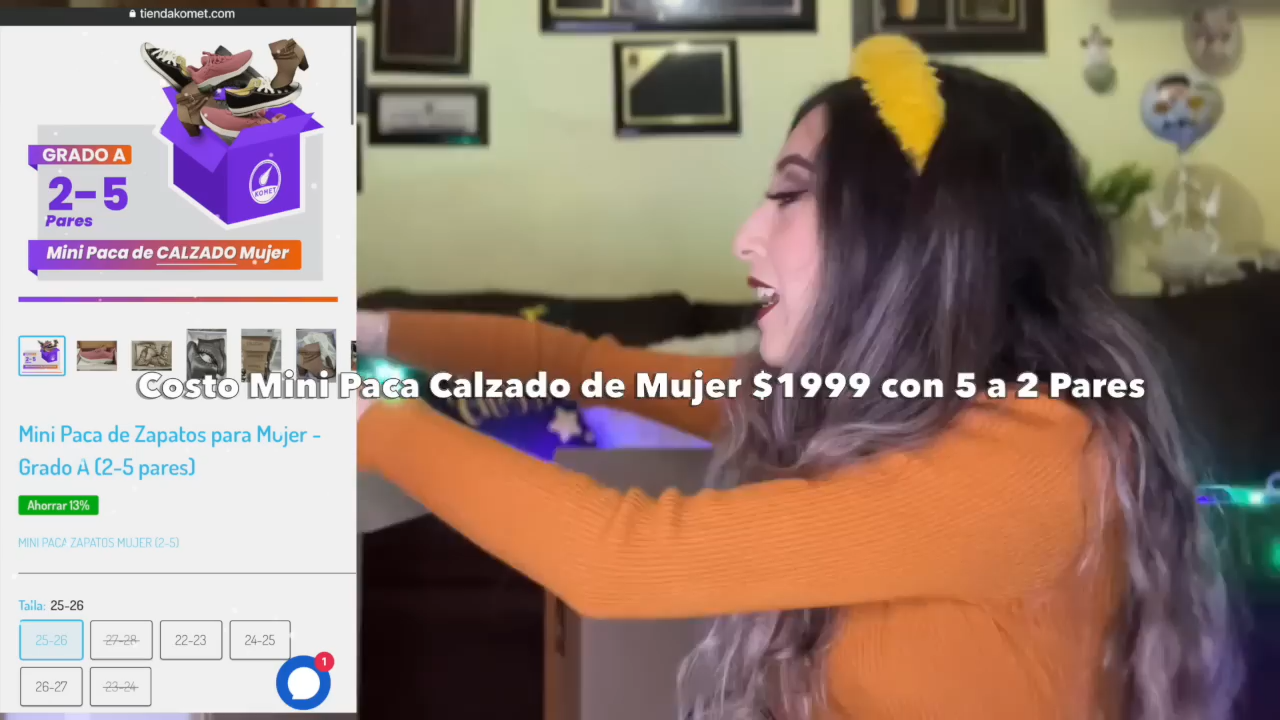 tiendakomet.com
GRADO A
2-5
Pares
KOMET
Mini Paca de CALZADO Mujer
Costo Mini Paca Calzado de Mujer $1999 con 5 a 2 Pares
Mini Paca de Zapatos para Mujer -
Grado A (2-5 pares)
Ahorrar 13%
MINI PACA ZAPATOS MUJER (2-5)
Talla: 25-26
25-26 27-28 22-23 24-25
26-27 23-24
1